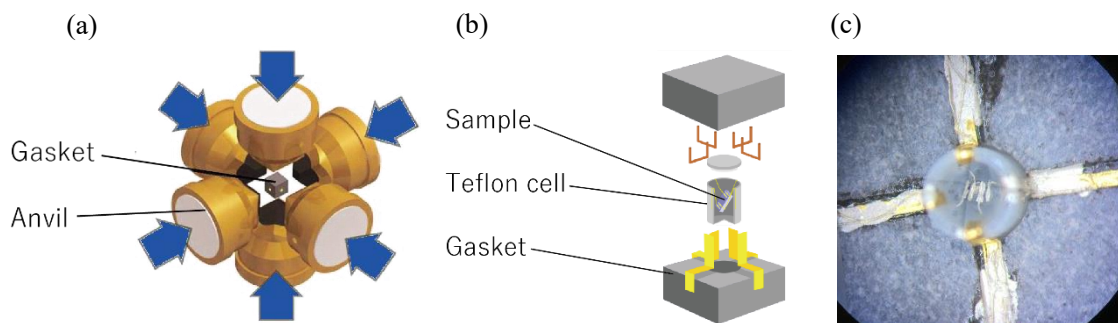 (a)
Gasket
Anvil
(b)
Sample
Teflon cell
Gasket
(c)